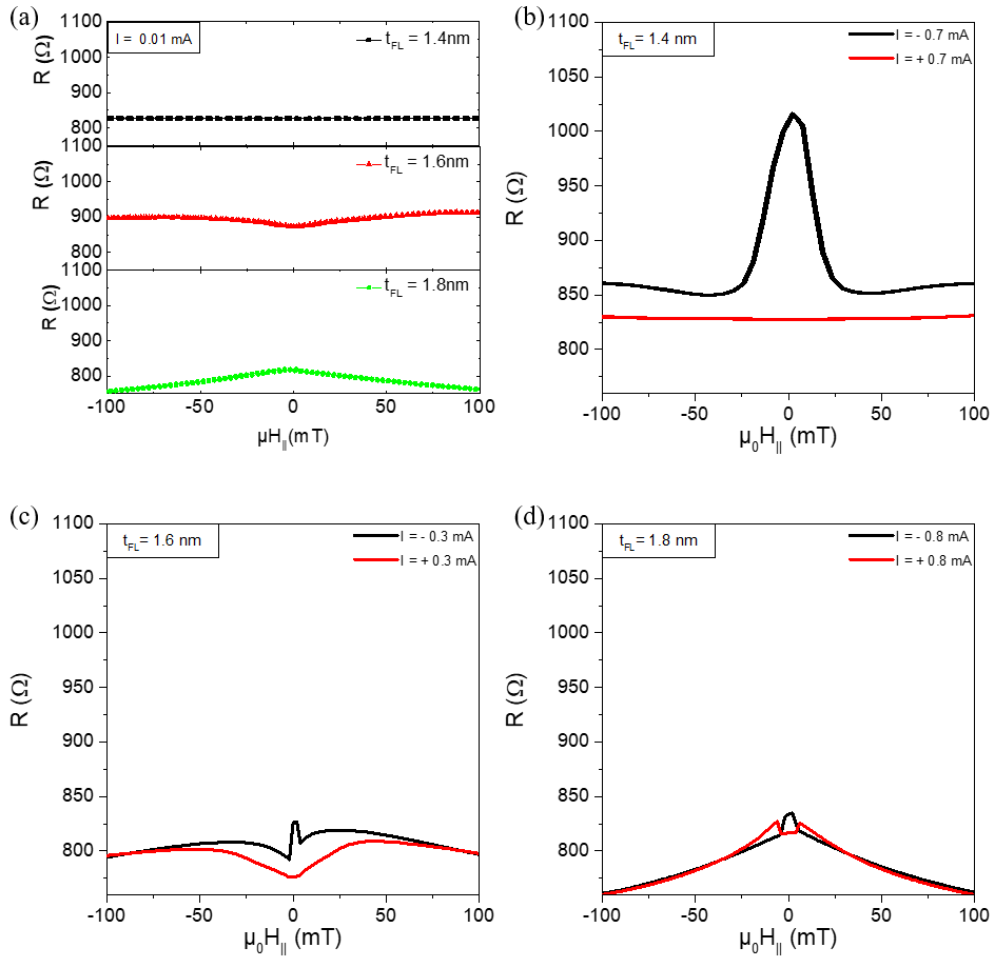 (a)
I = 0.01 mA
t_FL = 1.4nm
R (Ω)
1100
1000
900
800
t_FL = 1.6nm
R (Ω)
1100
1000
900
800
t_FL = 1.8nm
R (Ω)
1100
1000
900
800
-100 -50 0 50 100
µH_||(mT)
(b)
t_FL= 1.4 nm
I = - 0.7 mA
I = + 0.7 mA
R (Ω)
1100
1050
1000
950
900
850
800
-100 -50 0 50 100
µ₀H_|| (mT)
(c)
t_FL= 1.6 nm
I = - 0.3 mA
I = + 0.3 mA
R (Ω)
1100
1050
1000
950
900
850
800
-100 -50 0 50 100
µ₀H_|| (mT)
(d)
t_FL= 1.8 nm
I = - 0.8 mA
I = + 0.8 mA
R (Ω)
1100
1050
1000
950
900
850
800
-100 -50 0 50 100
µ₀H_|| (mT)